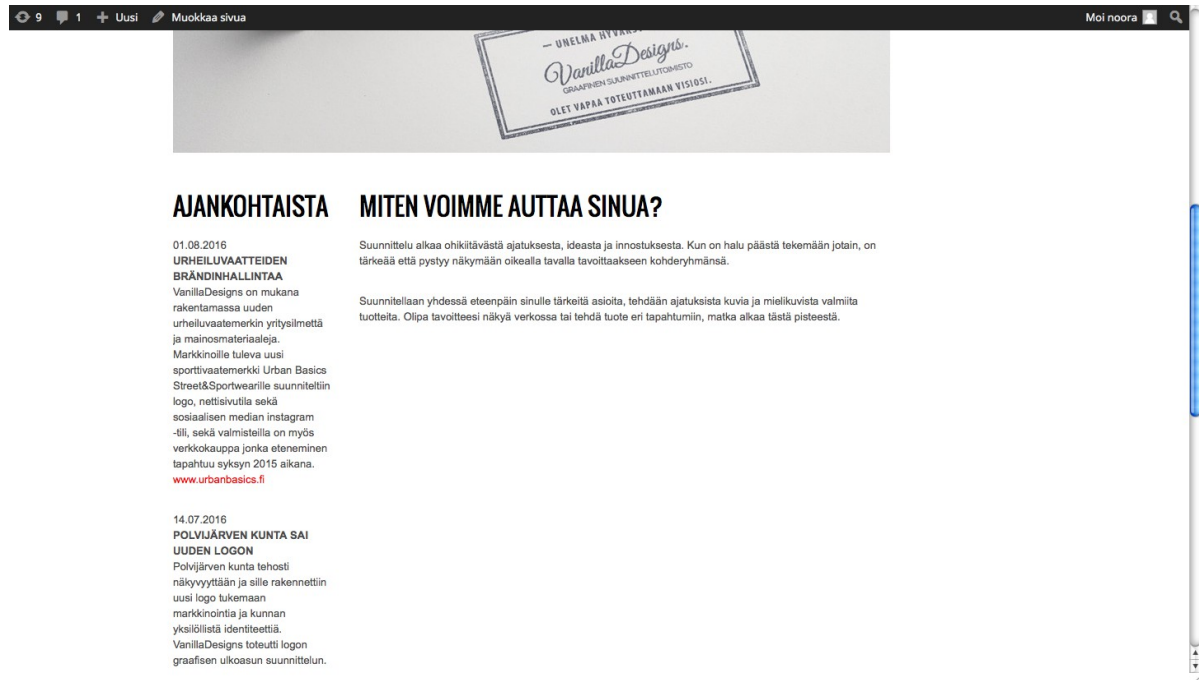 9 1 Uusi Muokkaa sivua Moi noora
— UNELMA
VanillaDesigns.
GRAAFINEN SUUNNITTELUTOIMISTO
OLET VAPAA TOTEUTTAMAAN VISIOSI.
AJANKOHTAISTA
01.08.2016
URHEILUVAATTEIDEN
BRÄNDINHALLINTAA
VanillaDesigns on mukana
rakentamassa uuden
urheiluvaatemerkin yritysilmettä
ja mainosmateriaaleja.
Markkinoille tuleva uusi
sporttivaatemerkki Urban Basics
Street&Sportwearille suunniteltiin
logo, nettisivutila sekä
sosiaalisen median instagram
-tili, sekä valmisteilla on myös
verkkokauppa jonka eteneminen
tapahtuu syksyn 2015 aikana.
www.urbanbasics.fi
14.07.2016
POLVIJÄRVEN KUNTA SAI
UUDEN LOGON
Polvijärven kunta tehosti
näkyvyyttään ja sille rakennettiin
uusi logo tukemaan
markkinointia ja kunnan
yksilöllistä identiteettiä.
VanillaDesigns toteutti logon
graafisen ulkoasun suunnittelun.
MITEN VOIMME AUTTAA SINUA?
Suunnittelu alkaa ohikiitävästä ajatuksesta, ideasta ja innostuksesta. Kun on halu päästä tekemään jotain, on
tärkeää että pystyy näkymään oikealla tavalla tavoittaakseen kohderyhmänsä.
Suunnitellaan yhdessä eteenpäin sinulle tärkeitä asioita, tehdään ajatuksista kuvia ja mielikuvista valmiita
tuotteita. Olipa tavoitteesi näkyä verkossa tai tehdä tuote eri tapahtumiin, matka alkaa tästä pisteestä.